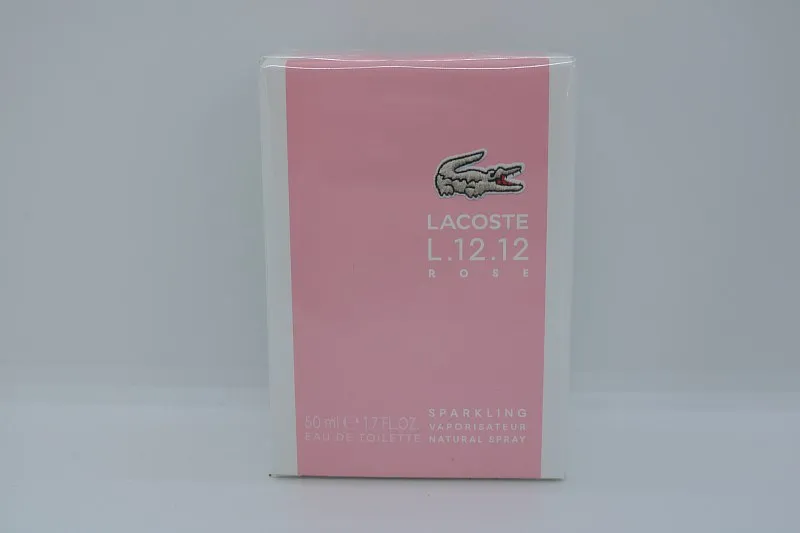 LACOSTE
L.12.12
ROSE
50 ml ℮ 1.7 FL.OZ.
EAU DE TOILETTE
SPARKLING
VAPORISATEUR
NATURAL SPRAY